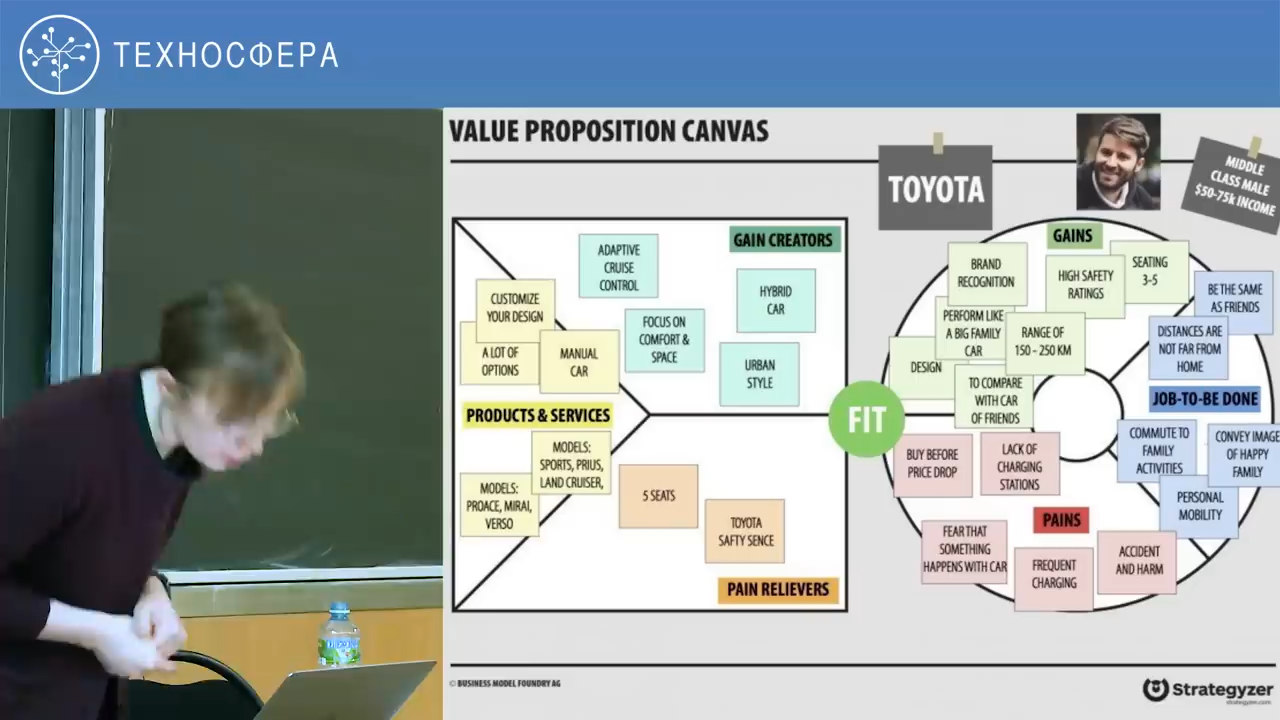 ТЕХНОСФЕРА
VALUE PROPOSITION CANVAS
TOYOTA
MIDDLE
CLASS MALE
$50-75k INCOME
GAIN CREATORS
ADAPTIVE
CRUISE
CONTROL
HYBRID
CAR
CUSTOMIZE
YOUR DESIGN
A LOT OF
OPTIONS
MANUAL
CAR
FOCUS ON
COMFORT &
SPACE
URBAN
STYLE
PRODUCTS & SERVICES
MODELS:
SPORTS, PRIUS,
LAND CRUISER,
MODELS:
PROACE, MIRAI,
VERSO
5 SEATS
TOYOTA
SAFTY SENCE
PAIN RELIEVERS
FIT
GAINS
BRAND
RECOGNITION
HIGH SAFETY
RATINGS
SEATING
3-5
PERFORM LIKE
A BIG FAMILY
CAR
RANGE OF
150 - 250 KM
DESIGN
TO COMPARE
WITH CAR
OF FRIENDS
BE THE SAME
AS FRIENDS
DISTANCES ARE
NOT FAR FROM
HOME
JOB-TO-BE DONE
COMMUTE TO
FAMILY
ACTIVITIES
CONVEY IMAGE
OF HAPPY
FAMILY
PERSONAL
MOBILITY
BUY BEFORE
PRICE DROP
LACK OF
CHARGING
STATIONS
PAINS
FEAR THAT
SOMETHING
HAPPENS WITH CAR
FREQUENT
CHARGING
ACCIDENT
AND HARM
© BUSINESS MODEL FOUNDRY AG
Strategyzer
strategyzer.com